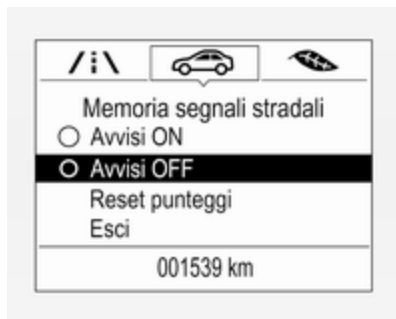 Memoria segnali stradali
Avvisi ON
Avvisi OFF
Reset punteggi
Esci
001539 km